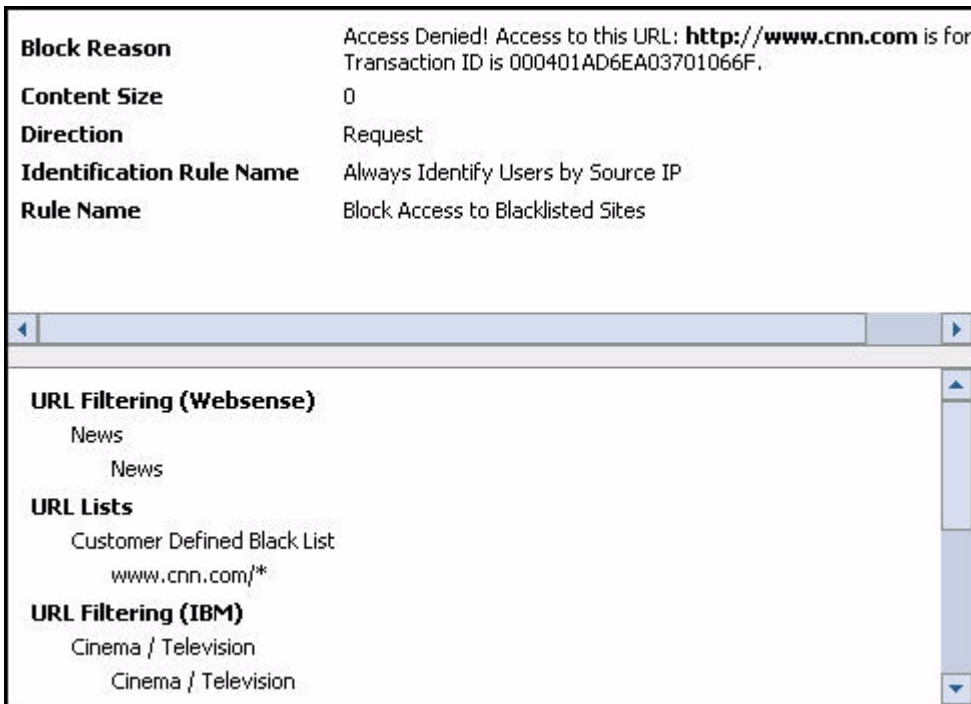 Block Reason Access Denied! Access to this URL: http://www.cnn.com is for
Transaction ID is 000401AD6EA03701066F.
Content Size 0
Direction Request
Identification Rule Name Always Identify Users by Source IP
Rule Name Block Access to Blacklisted Sites
URL Filtering (Websense)
News
News
URL Lists
Customer Defined Black List
www.cnn.com/*
URL Filtering (IBM)
Cinema / Television
Cinema / Television